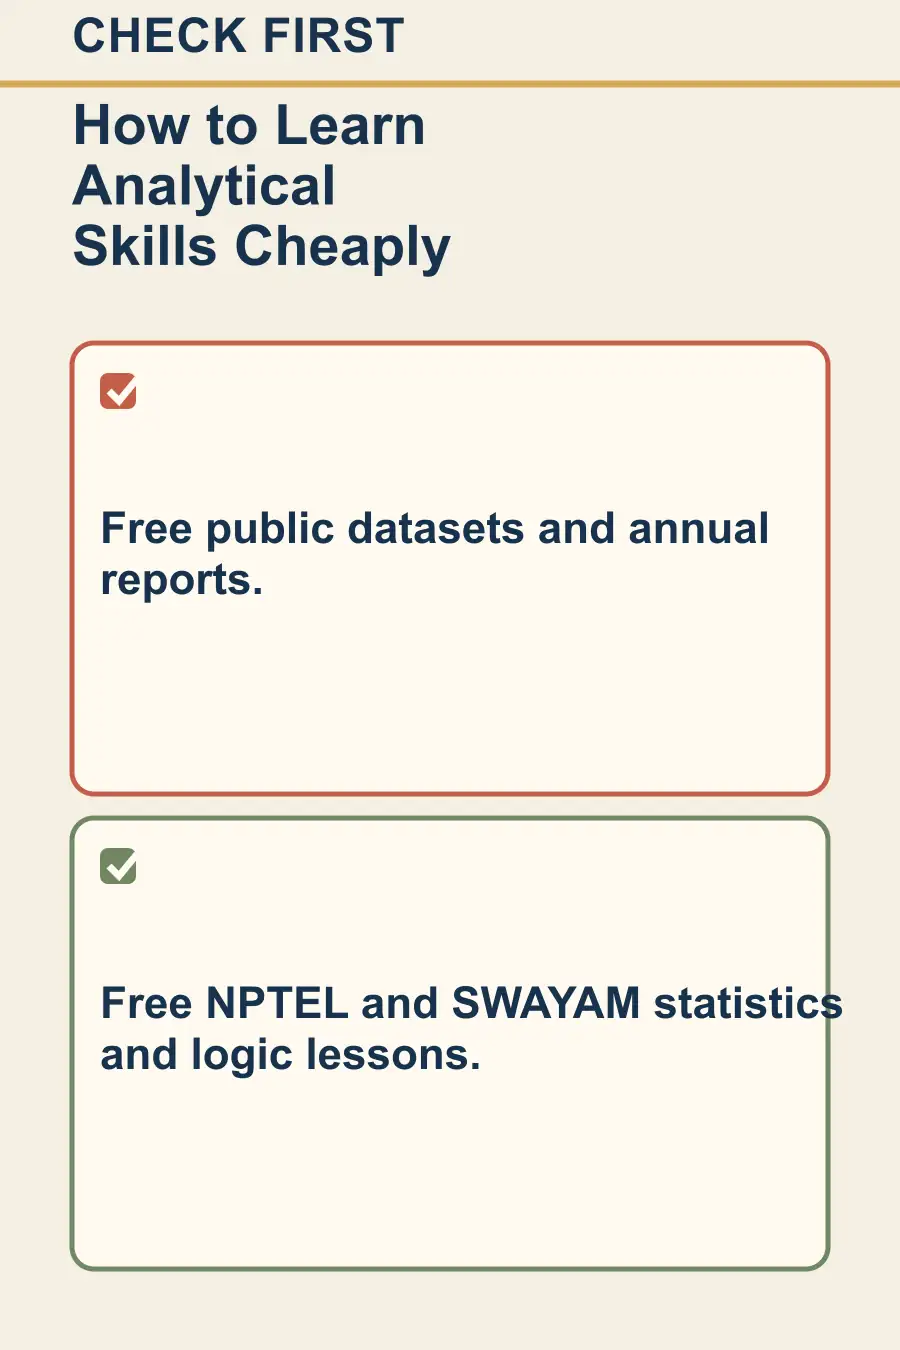 CHECK FIRST
How to Learn
Analytical
Skills Cheaply
Free public datasets and annual
reports.
Free NPTEL and SWAYAM statistics
and logic lessons.